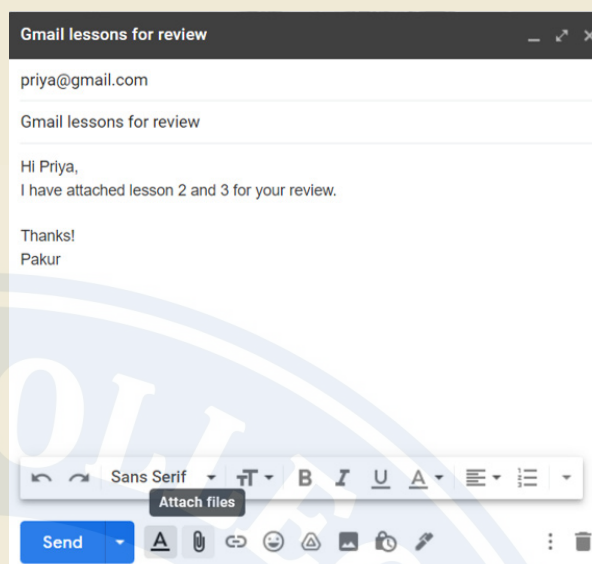 Gmail lessons for review
priya@gmail.com
Gmail lessons for review
Hi Priya,
I have attached lesson 2 and 3 for your review.
Thanks!
Pakur
Sans Serif
Attach files
Send